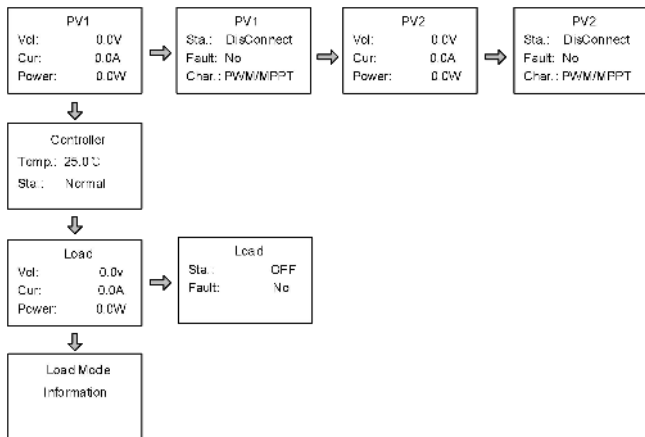 PV1
Vol: 0.0V
Cur: 0.0A
Power: 0.0W
PV1
Sta.: DisConnect
Fault: No
Char.: PWM/MPPT
PV2
Vol: 0.0V
Cur: 0.0A
Power: 0.0W
PV2
Sta.: DisConnect
Fault: No
Char.: PWM/MPPT
Controller
Temp.: 25.0℃
Sta.: Normal
Load
Vol: 0.0v
Cur: 0.0A
Power: 0.0W
Load
Sta.: OFF
Fault: No
Load Mode
Information